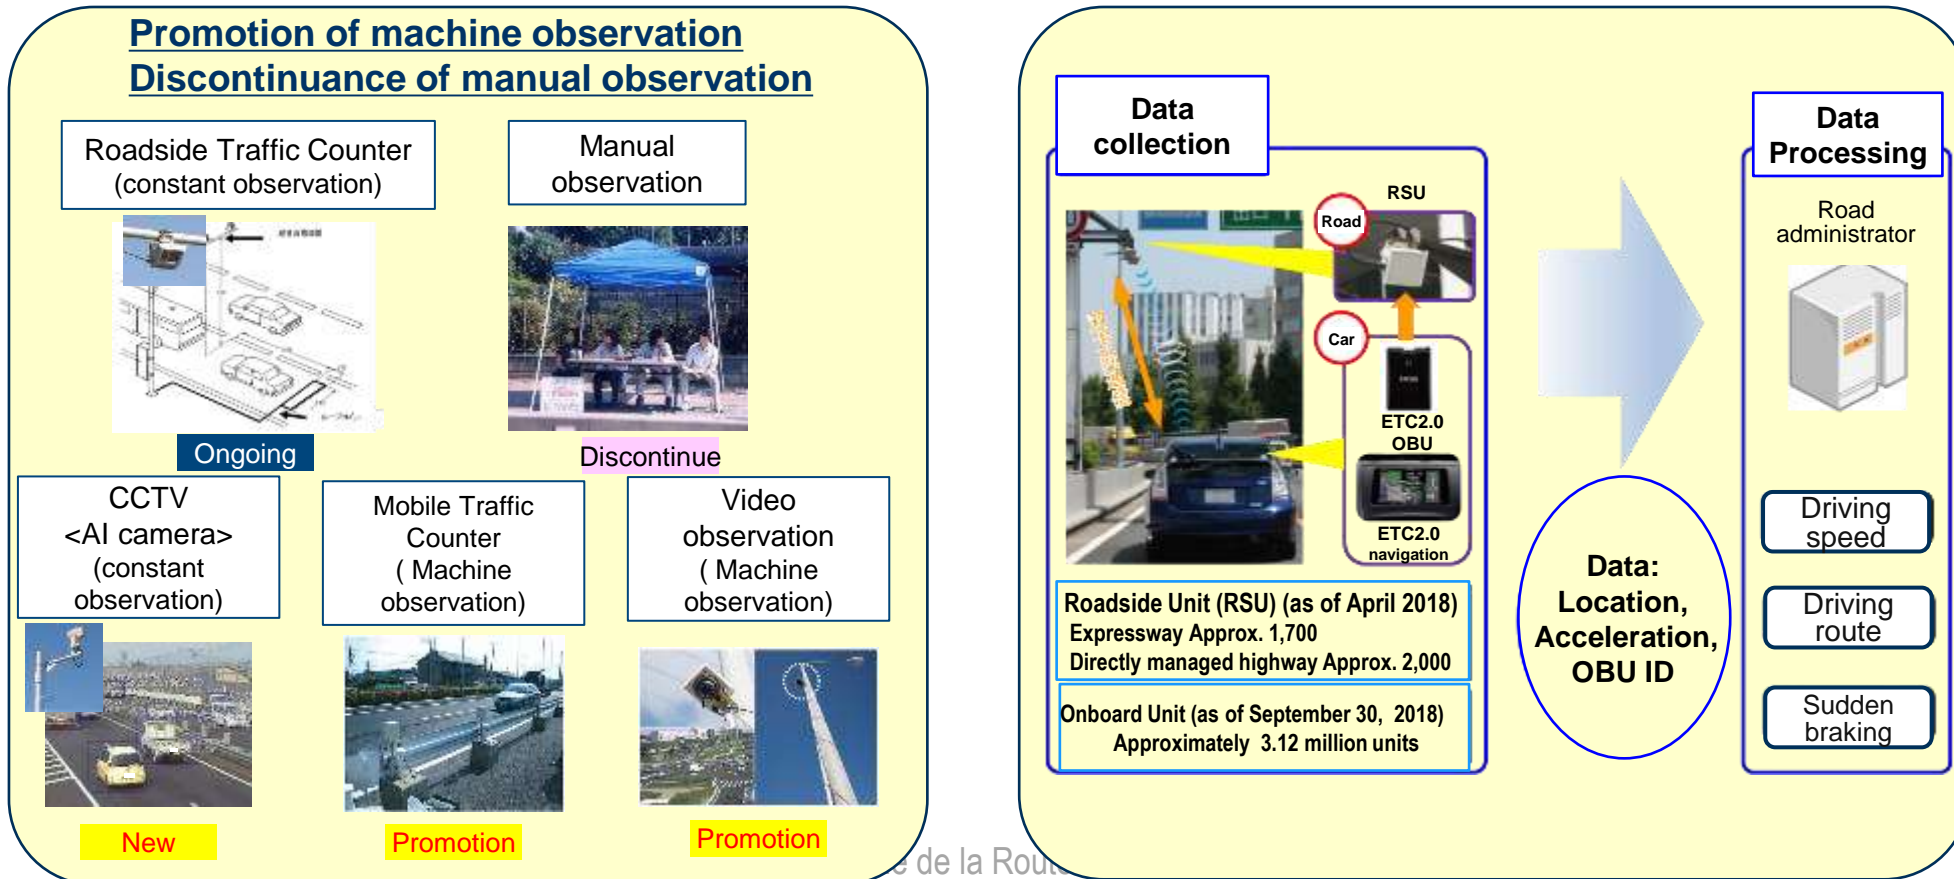 Promotion of machine observation
Discontinuance of manual observation
Roadside Traffic Counter
(constant observation)
Manual
observation
Ongoing
Discontinue
CCTV
<AI camera>
(constant
observation)
Mobile Traffic
Counter
( Machine
observation)
Video
observation
( Machine
observation)
New
Promotion
Promotion
Data
collection
RSU
Road
Car
ETC2.0
OBU
ETC2.0
navigation
Roadside Unit (RSU) (as of April 2018)
Expressway Approx. 1,700
Directly managed highway Approx. 2,000
Onboard Unit (as of September 30, 2018)
Approximately 3.12 million units
Data:
Location,
Acceleration,
OBU ID
Data
Processing
Road
administrator
Driving
speed
Driving
route
Sudden
braking
de la Route